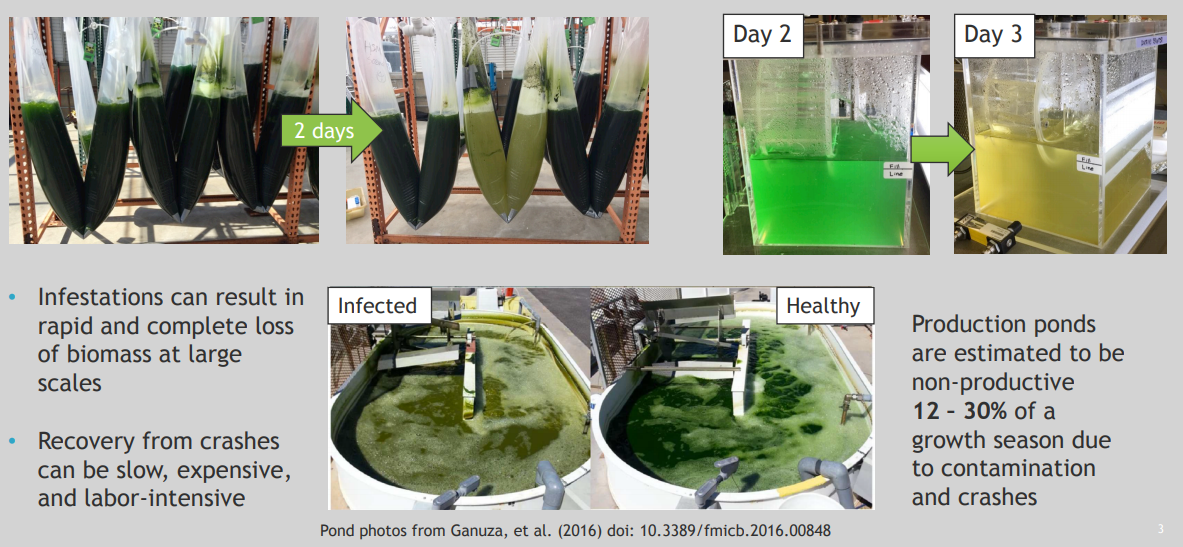 2 days
Day 2
Fill
Line
Day 3
Fill
Line
Infestations can result in
rapid and complete loss
of biomass at large
scales
Recovery from crashes
can be slow, expensive,
and labor-intensive
Infected
Healthy
Production ponds
are estimated to be
non-productive
12 – 30% of a
growth season due
to contamination
and crashes
Pond photos from Ganuza, et al. (2016) doi: 10.3389/fmicb.2016.00848
3